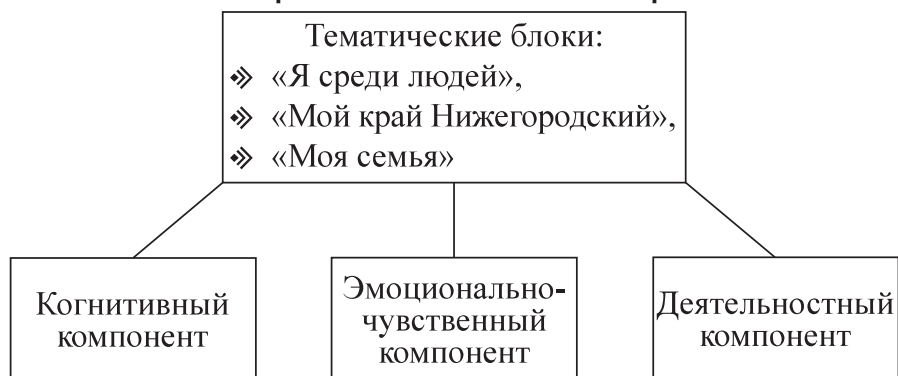 Тематические блоки:
«Я среди людей»,
«Мой край Нижегородский»,
«Моя семья»
Когнитивный
компонент
Эмоционально-
чувственный
компонент
Деятельностный
компонент